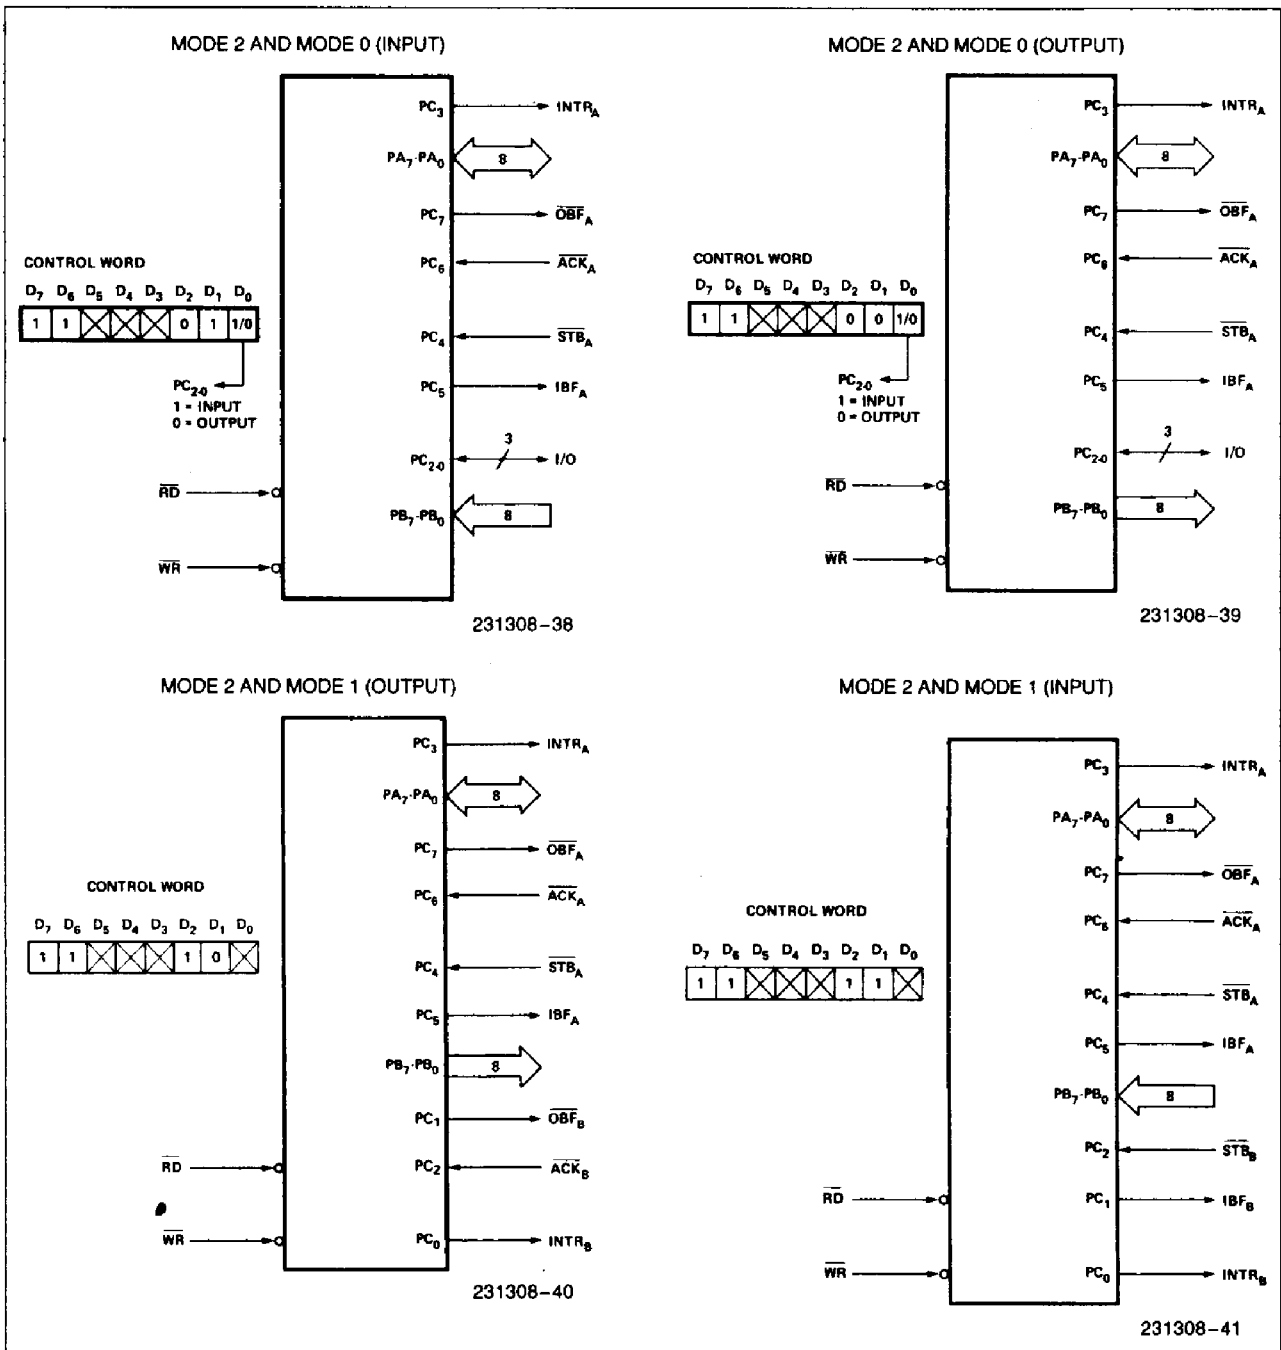 MODE 2 AND MODE 0 (INPUT)
PC3 INTRA
PA7-PA0 8
PC7 OBFA
PC6 ACKA
CONTROL WORD
D7 D6 D5 D4 D3 D2 D1 D0
1 1 0 1 1/0
PC4 STBA
PC2-0
1 = INPUT
0 = OUTPUT
PC5 IBFA
3
PC2-0 I/O
RD
PB7-PB0 8
WR
231308-38
MODE 2 AND MODE 0 (OUTPUT)
PC3 INTRA
PA7-PA0 8
PC7 OBFA
PC6 ACKA
CONTROL WORD
D7 D6 D5 D4 D3 D2 D1 D0
1 1 0 0 1/0
PC4 STBA
PC2-0
1 = INPUT
0 = OUTPUT
PC5 IBFA
3
PC2-0 I/O
RD
PB7-PB0 8
WR
231308-39
MODE 2 AND MODE 1 (OUTPUT)
PC3 INTRA
PA7-PA0 8
PC7 OBFA
CONTROL WORD
PC6 ACKA
D7 D6 D5 D4 D3 D2 D1 D0
1 1 1 0
PC4 STBA
PC5 IBFA
PB7-PB0 8
PC1 OBFB
RD
PC2 ACKB
WR
PC0 INTRB
231308-40
MODE 2 AND MODE 1 (INPUT)
PC3 INTRA
PA7-PA0 8
PC7 OBFA
CONTROL WORD
PC6 ACKA
D7 D6 D5 D4 D3 D2 D1 D0
1 1 1 1
PC4 STBA
PC5 IBFA
PB7-PB0 8
PC2 STBB
RD
PC1 IBFB
WR
PC0 INTRB
231308-41